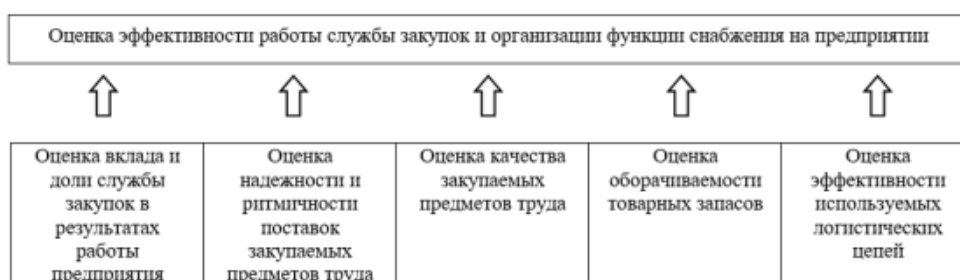 Оценка эффективности работы службы закупок и организации функции снабжения на предприятии
Оценка вклада и
доли службы
закупок в
результатах
работы
предприятия
Оценка
надежности и
ритмичности
поставок
закупаемых
предметов труда
Оценка качества
закупаемых
предметов труда
Оценка
оборачиваемости
товарных запасов
Оценка
эффективности
используемых
логистических
цепей